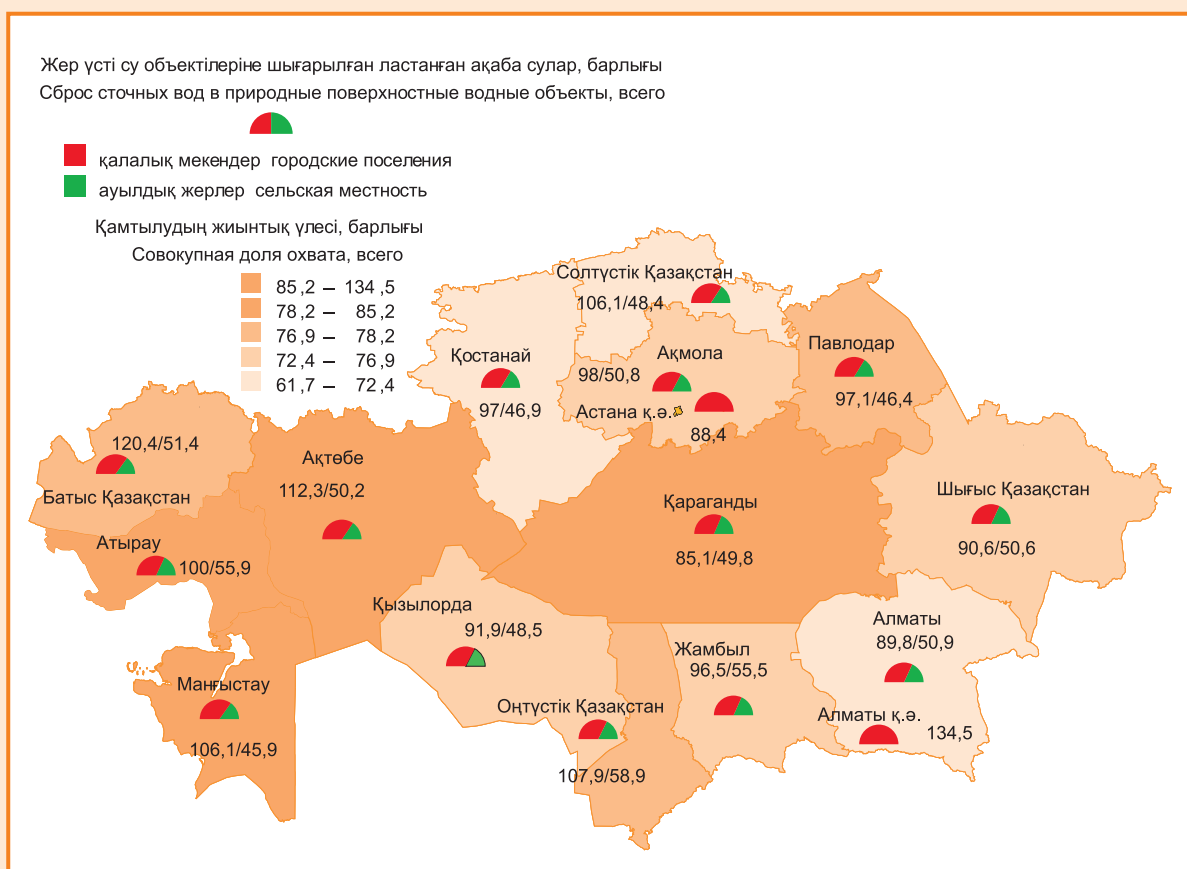 Жер үсті су объектілеріне шығарылған ластанған ақаба сулар, барлығы
Сброс сточных вод в природные поверхностные водные объекты, всего
қалалық мекендер городские поселения
ауылдық жерлер сельская местность
Қамтылудың жиынтық үлесі, барлығы
Совокупная доля охвата, всего
85,2 – 134,5
78,2 – 85,2
76,9 – 78,2
72,4 – 76,9
61,7 – 72,4
Солтүстік Қазақстан
106,1/48,4
Қостанай
97/46,9
Ақмола
98/50,8
Астана қ.ә.
88,4
Павлодар
97,1/46,4
120,4/51,4
Батыс Қазақстан
Ақтөбе
112,3/50,2
Қараганды
85,1/49,8
Шығыс Қазақстан
90,6/50,6
Атырау
100/55,9
Қызылорда
91,9/48,5
Жамбыл
96,5/55,5
Алматы
89,8/50,9
Манғыстау
106,1/45,9
Оңтүстік Қазақстан
107,9/58,9
Алматы қ.ә.
134,5